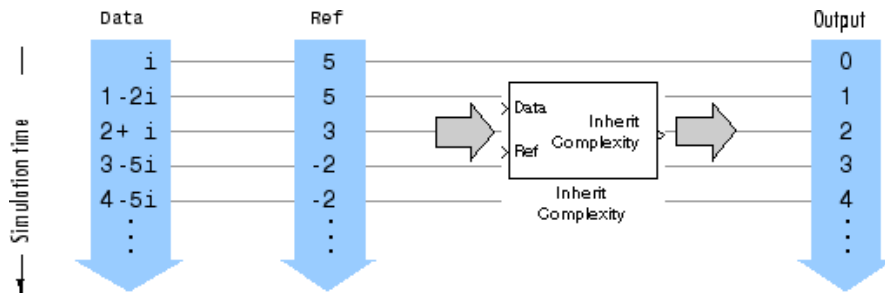 Data Ref Output
i 5 0
1-2i 5 1
2+ i 3 2
3-5i -2 3
4-5i -2 4
Data
Ref
Inherit
Complexity
Inherit
Complexity
Simulation time